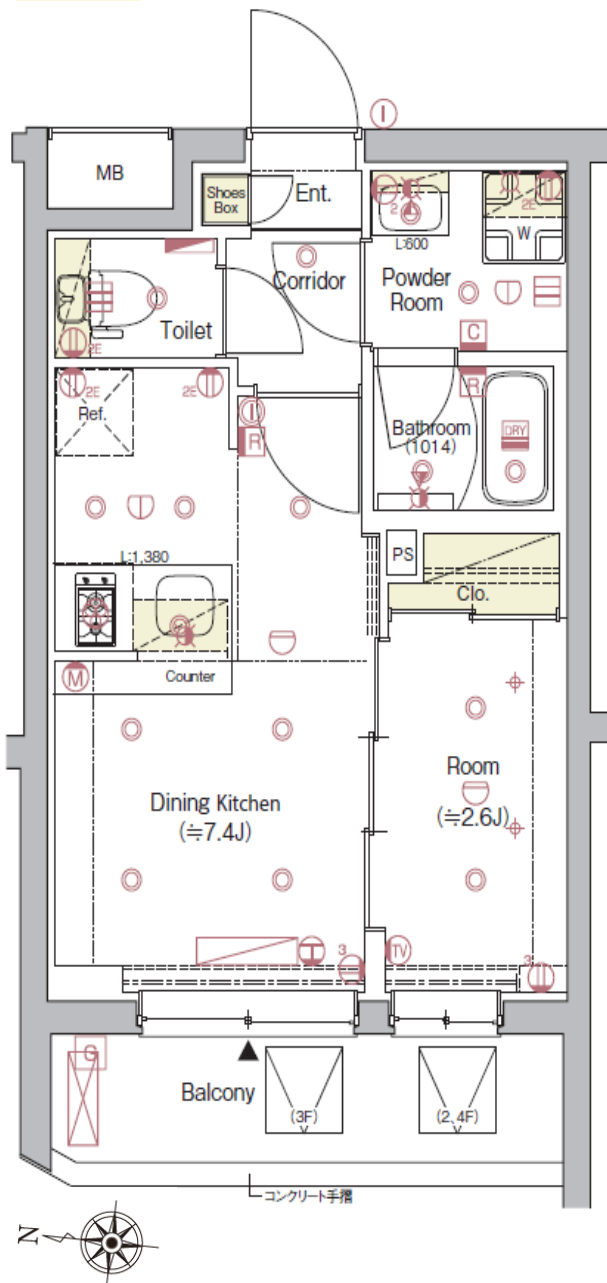 I
MB
Shoes
Box
Ent.
2
2E
W
L:600
Corridor
Powder
Room
Toilet
2E
C
2E
2E
R
Ref.
I
R
Bathroom
(1014)
DRY
L:1,380
PS
Clo.
M
Counter
Room
(≒2.6J)
Dining Kitchen
(≒7.4J)
3
TV
3
G
Balcony
(3F)
(2, 4F)
コンクリート手摺
N